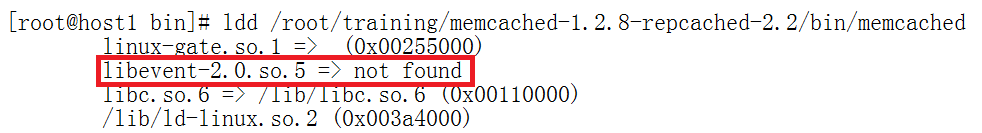 [root@host1 bin]# ldd /root/training/memcached-1.2.8-repcached-2.2/bin/memcached
linux-gate.so.1 => (0x00255000)
libevent-2.0.so.5 => not found
libc.so.6 => /lib/libc.so.6 (0x00110000)
/lib/ld-linux.so.2 (0x003a4000)